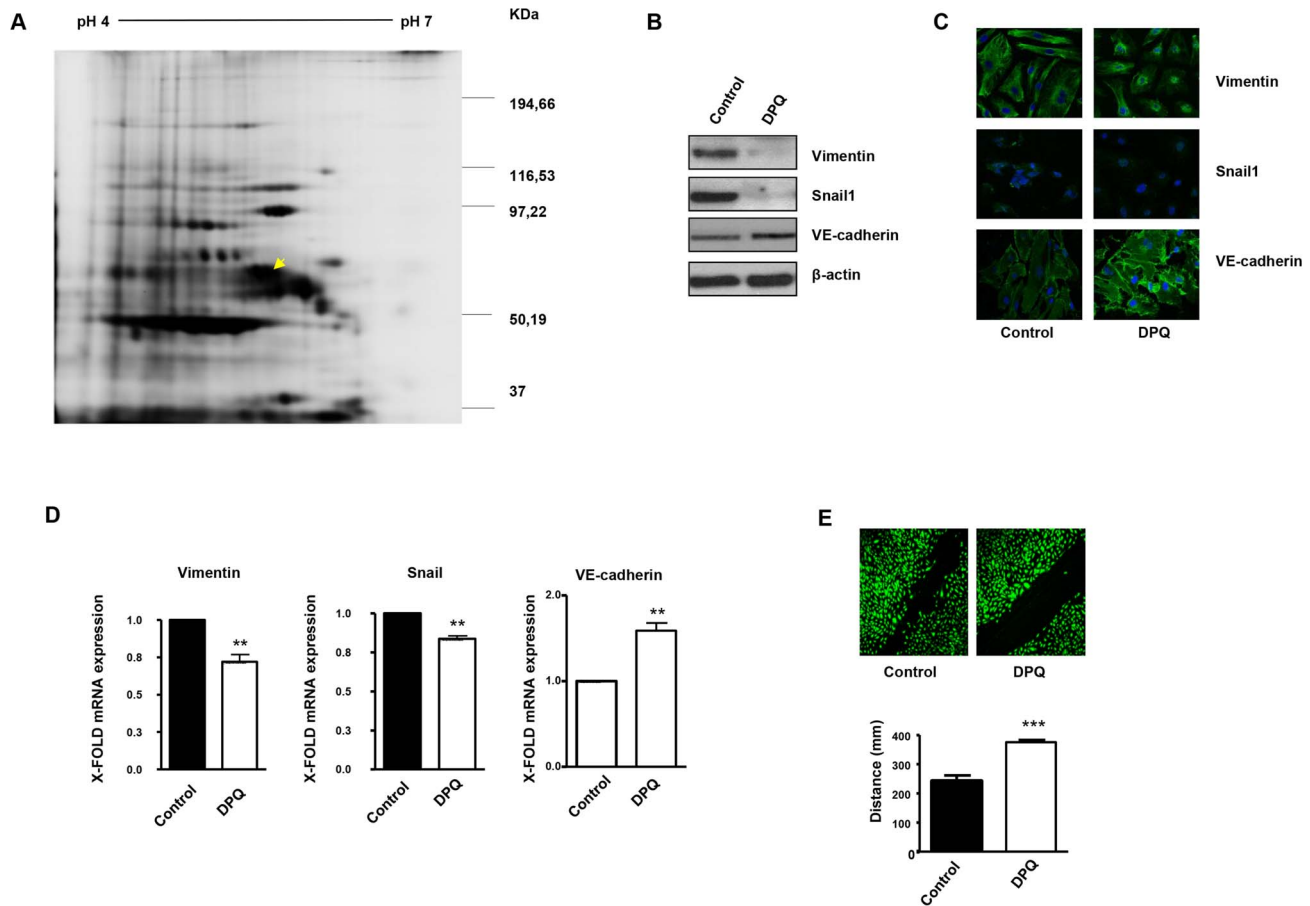 A
pH 4
pH 7
KDa
194,66
116,53
97,22
50,19
37
B
Control
DPQ
Vimentin
Snail1
VE-cadherin
β-actin
C
Vimentin
Snail1
VE-cadherin
Control
DPQ
D
Vimentin
X-FOLD mRNA expression
1.0
0.8
0.5
0.3
0.0
**
Control
DPQ
Snail
X-FOLD mRNA expression
1.0
0.8
0.5
0.3
0.0
**
Control
DPQ
VE-cadherin
X-FOLD mRNA expression
2.0
1.0
0.0
**
Control
DPQ
E
Control
DPQ
Distance (mm)
400
300
200
100
0
***
Control
DPQ